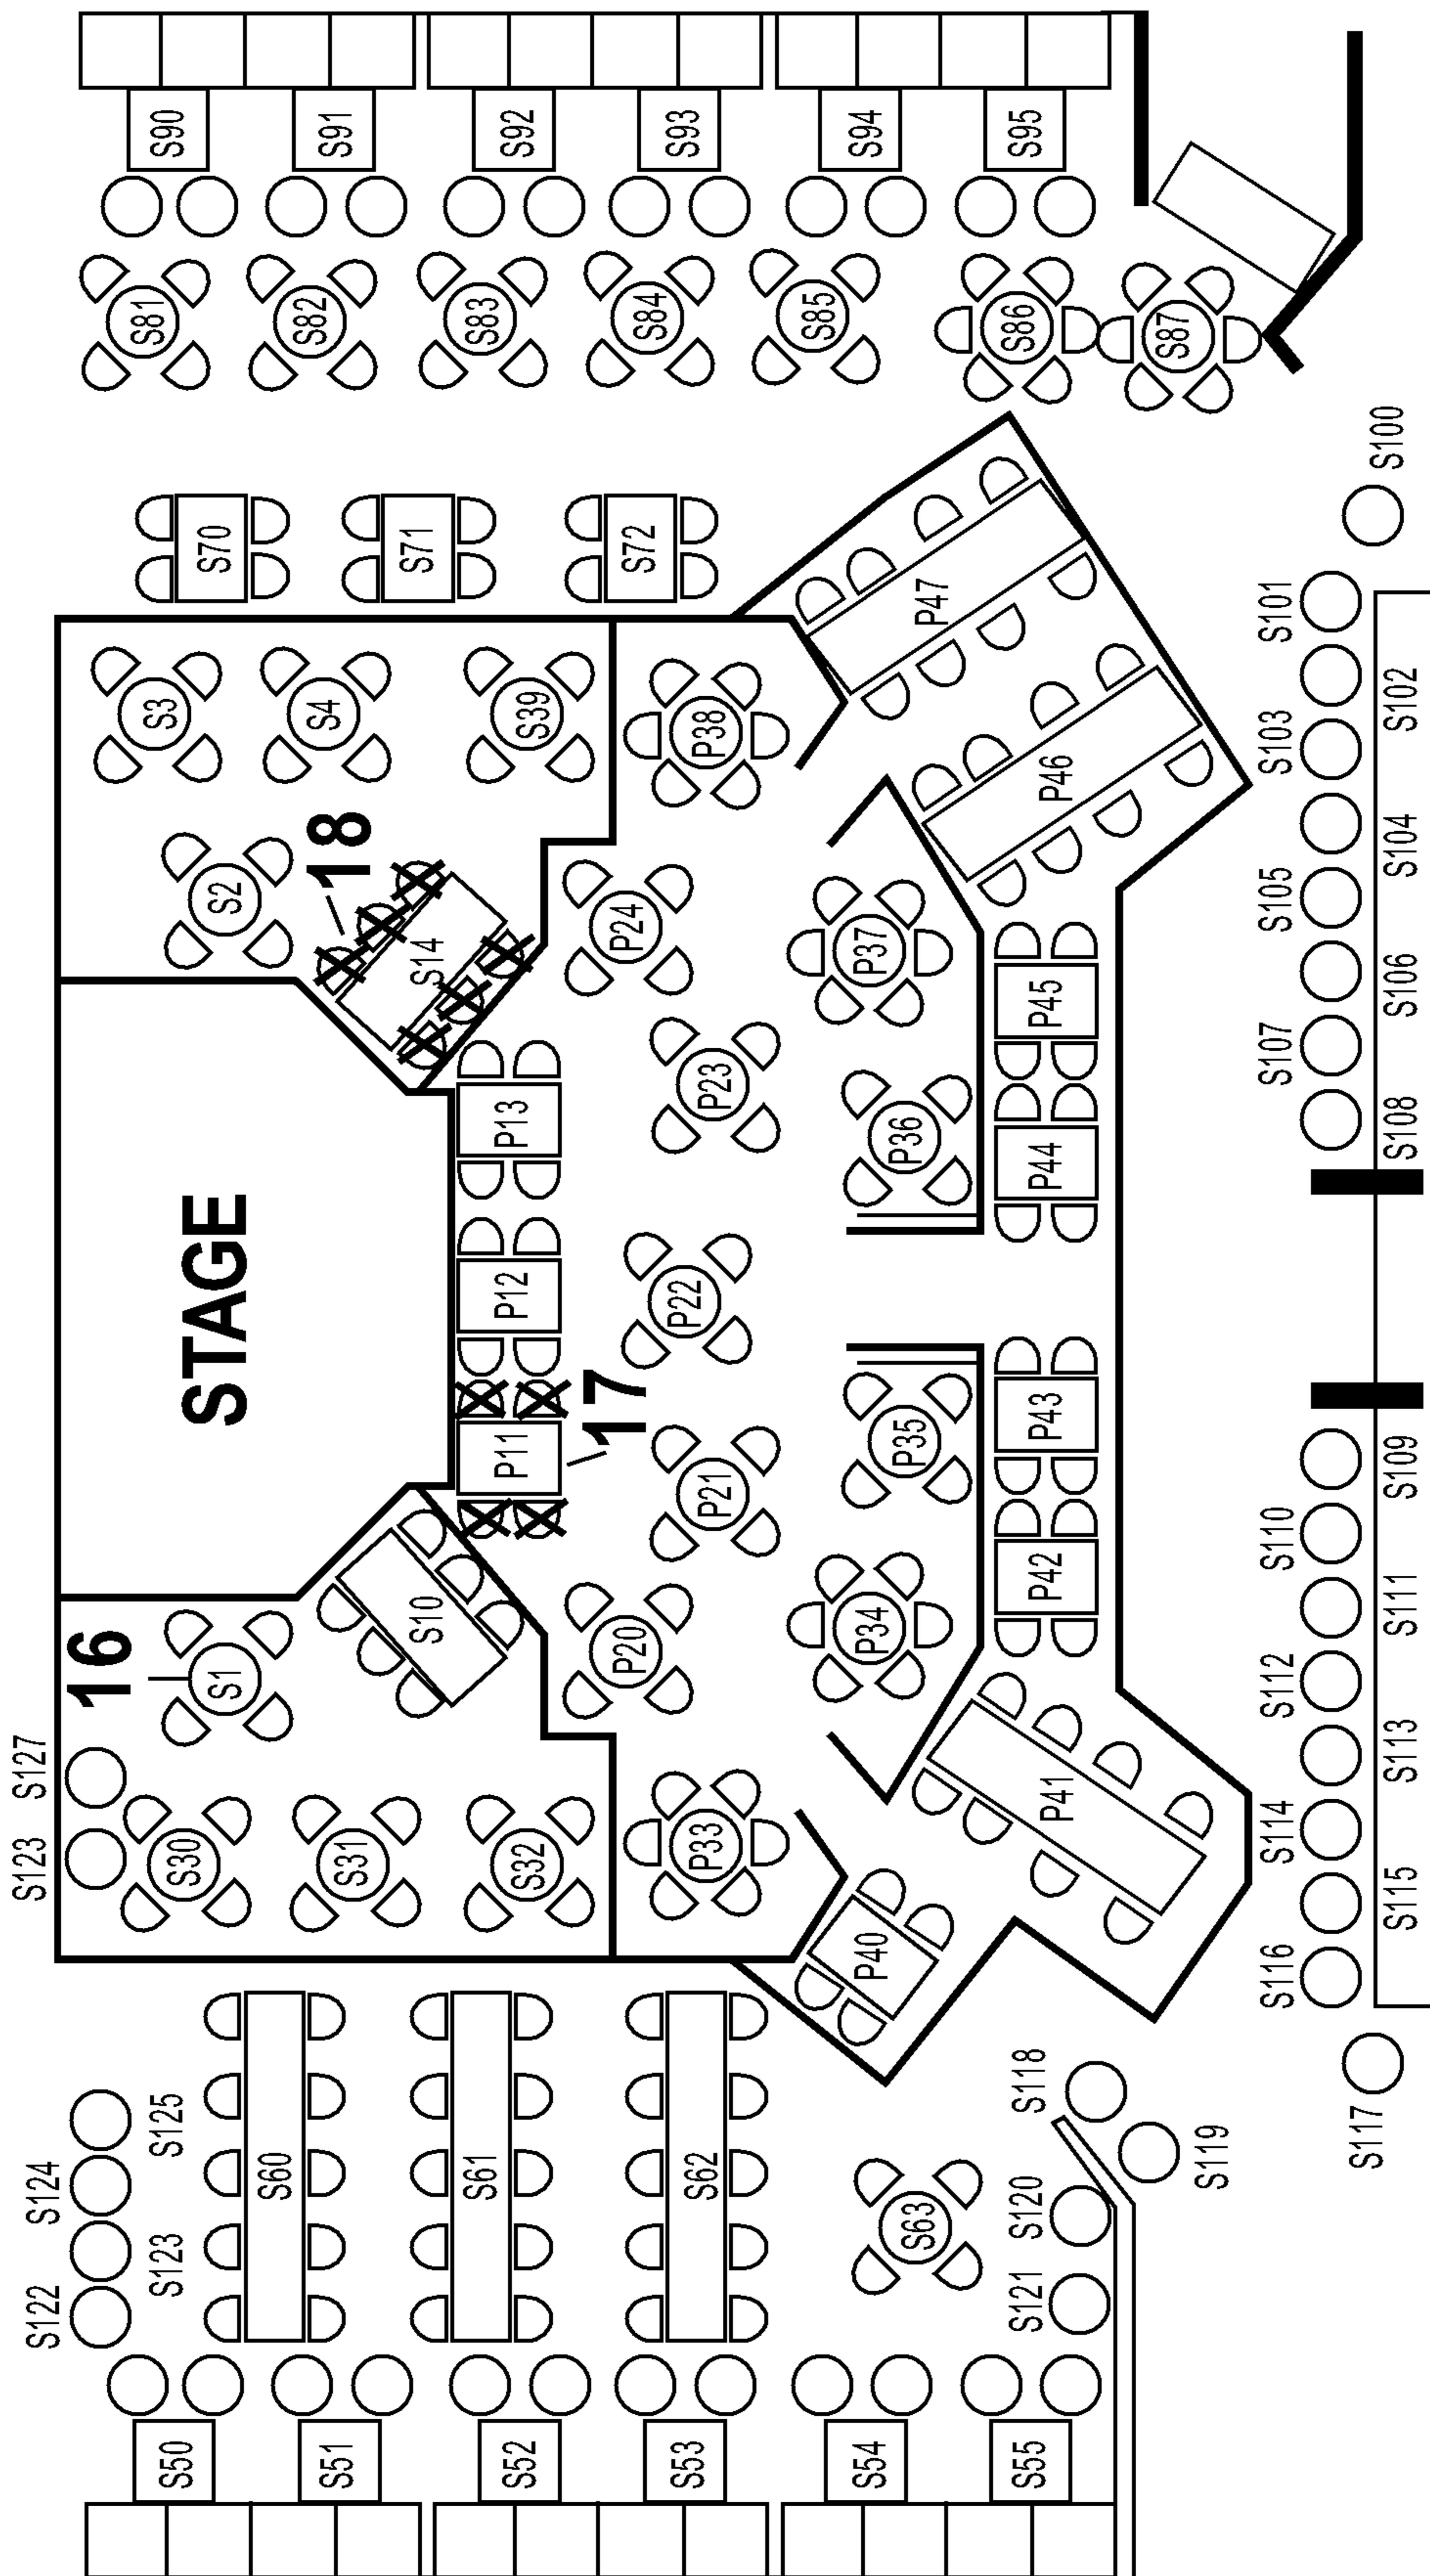 S122
S124
S123
S127
16
S123
S125
S50
S60
S30
S1
STAGE
S2
S3
S70
S81
S90
S51
S61
S31
S10
18
S14
S4
S71
S82
S91
S52
S32
P11
P12
P13
S39
S83
S92
17
S53
S62
P33
P20
P21
P22
P23
P24
P38
S72
S84
S93
S54
S63
P40
P34
P35
P36
P37
P47
S85
S94
S55
S121
S120
S118
P41
P42
P43
P44
P45
P46
S86
S95
S119
S87
S116
S114
S112
S110
S107
S105
S103
S101
S117
S115
S113
S111
S109
S108
S106
S104
S102
S100